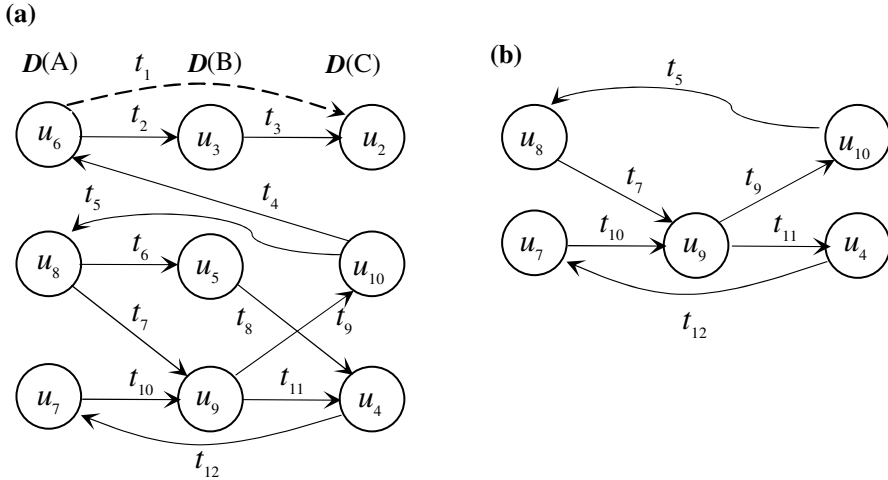 (a)
D(A) t₁ D(B) D(C)
u₆ t₂ u₃ t₃ u₂
t₄
t₅
u₈ t₆ u₅ u₁₀
t₇ t₈ t₉
u₇ t₁₀ u₉ t₁₁ u₄
t₁₂
(b)
t₅
u₈ u₁₀
t₇ t₉
u₇ t₁₀ u₉ t₁₁ u₄
t₁₂